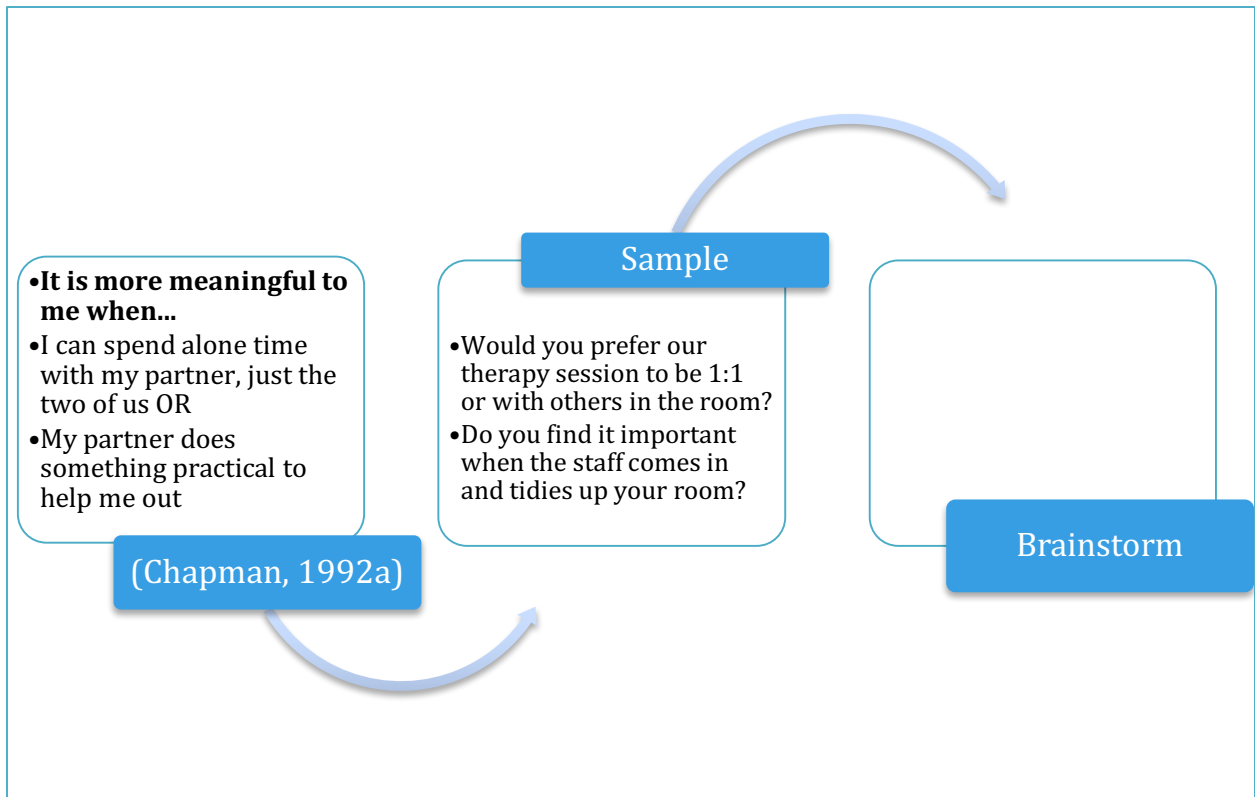 •It is more meaningful to
me when...
•I can spend alone time
with my partner, just the
two of us OR
•My partner does
something practical to
help me out
(Chapman, 1992a)
Sample
•Would you prefer our
therapy session to be 1:1
or with others in the room?
•Do you find it important
when the staff comes in
and tidies up your room?
Brainstorm